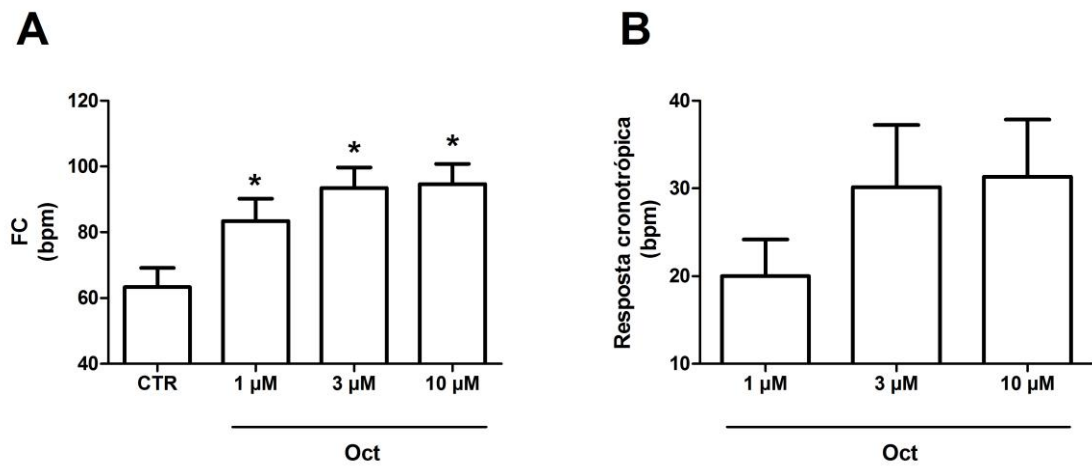 A
FC
(bpm)
120
100
80
60
40
*
*
*
CTR
1 µM
3 µM
10 µM
Oct
B
Resposta cronotrópica
(bpm)
40
30
20
10
1 µM
3 µM
10 µM
Oct